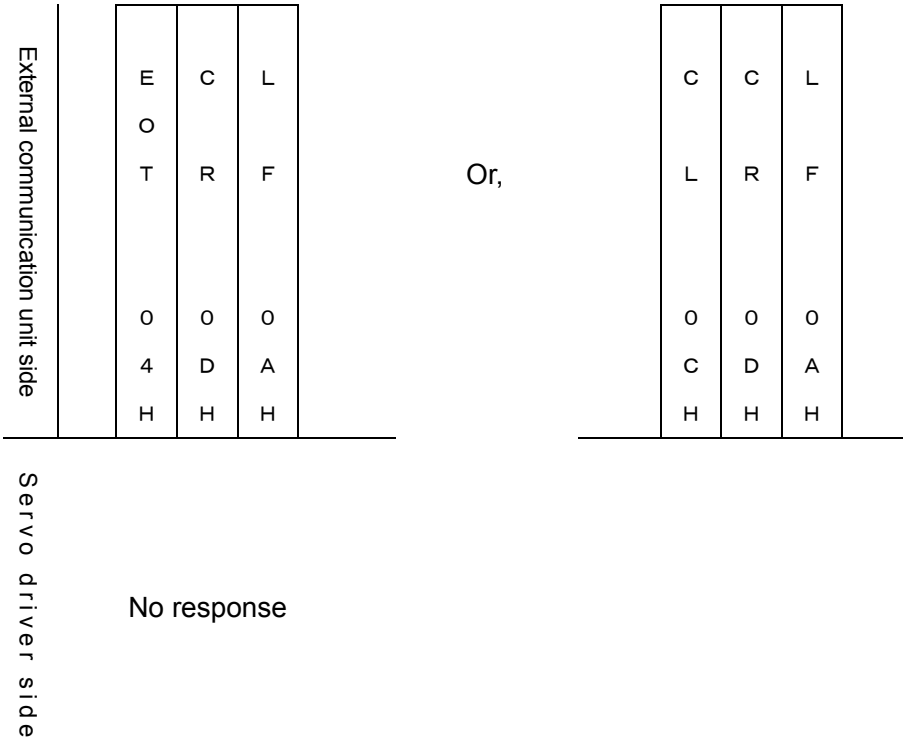 External communication unit side
EOT CR LF
04H 0DH 0AH
Or,
CL CR LF
0CH 0DH 0AH
Servo driver side
No response